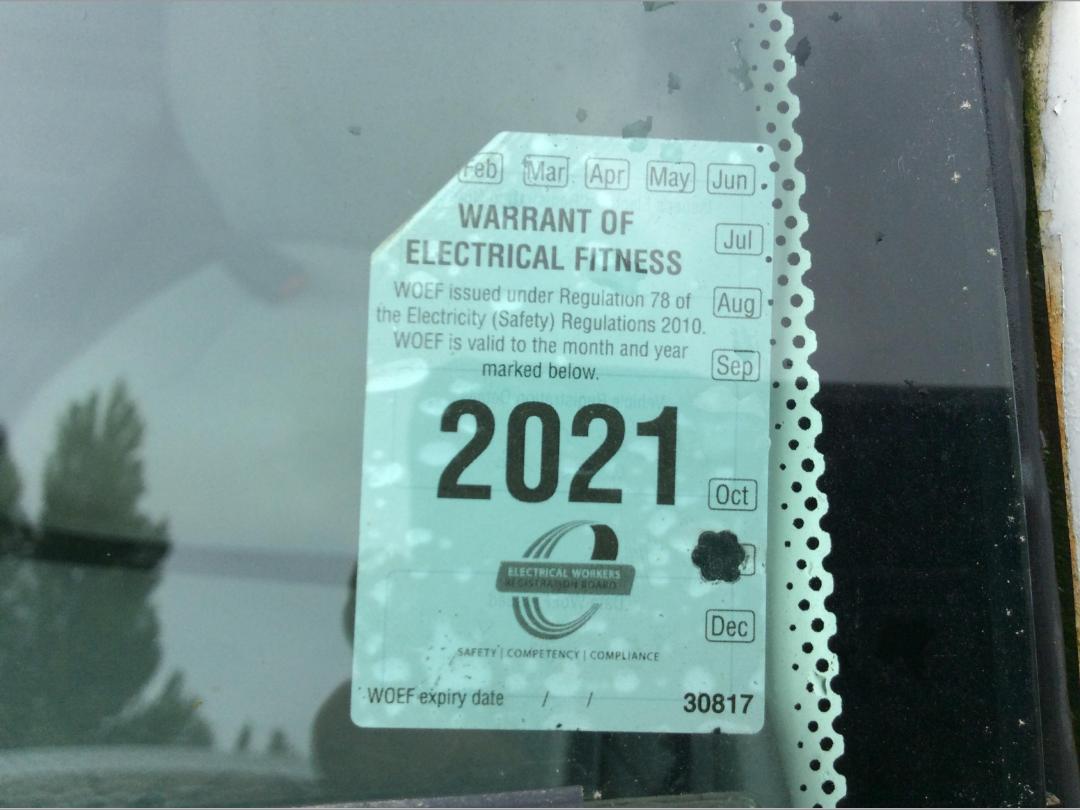 Feb Mar Apr May Jun
WARRANT OF
ELECTRICAL FITNESS
Jul
WOEF issued under Regulation 78 of
the Electricity (Safety) Regulations 2010.
WOEF is valid to the month and year
marked below.
Aug
Sep
2021
Oct
ELECTRICAL WORKERS
REGISTRATION BOARD
Dec
SAFETY | COMPETENCY | COMPLIANCE
WOEF expiry date / /
30817